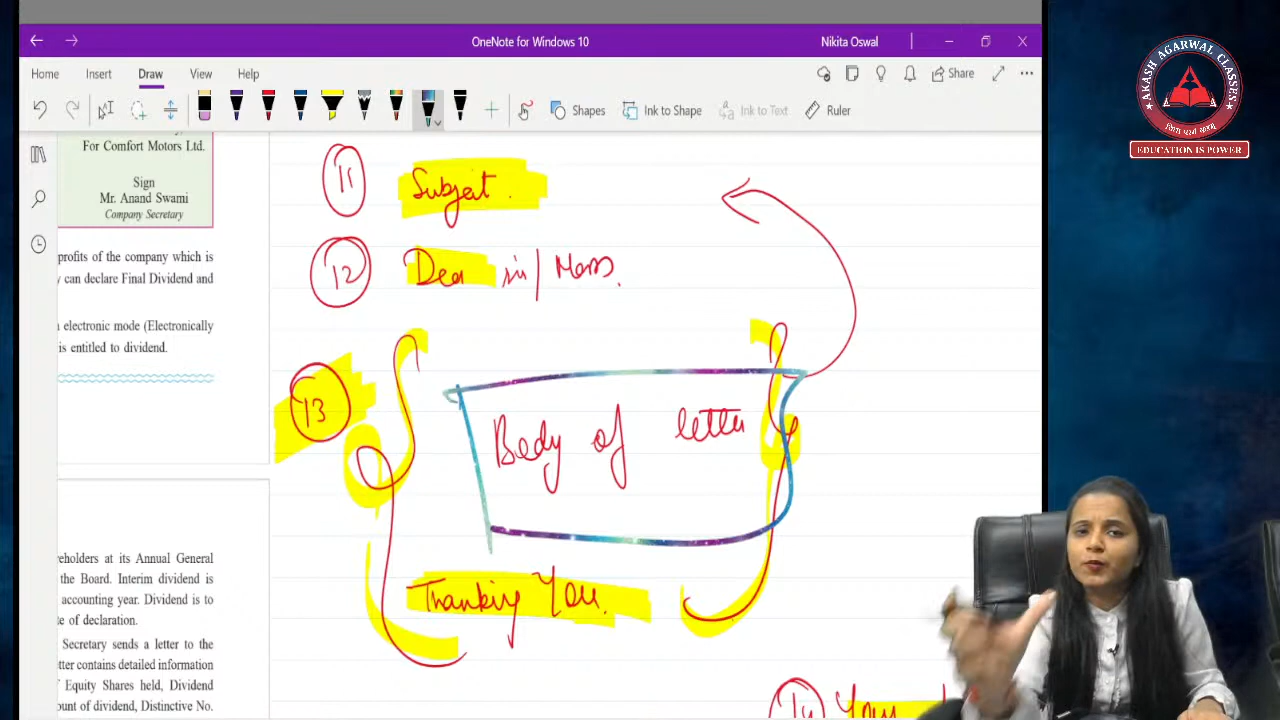 OneNote for Windows 10
Nikita Oswal
Home Insert Draw View Help
Share
Shapes Ink to Shape Ink to Text Ruler
For Comfort Motors Ltd.
Sign
Mr. Anand Swami
Company Secretary
profits of the company which is
can declare Final Dividend and
electronic mode (Electronically
is entitled to dividend.
reholders at its Annual General
the Board. Interim dividend is
accounting year. Dividend is to
te of declaration.
Secretary sends a letter to the
tter contains detailed information
Equity Shares held, Dividend
ount of dividend, Distinctive No.
11 Subject.
12 Dear sir/
13
Body of letter
Thanking You.
14
AKASH AGARWAL CLASSES
EDUCATION IS POWER